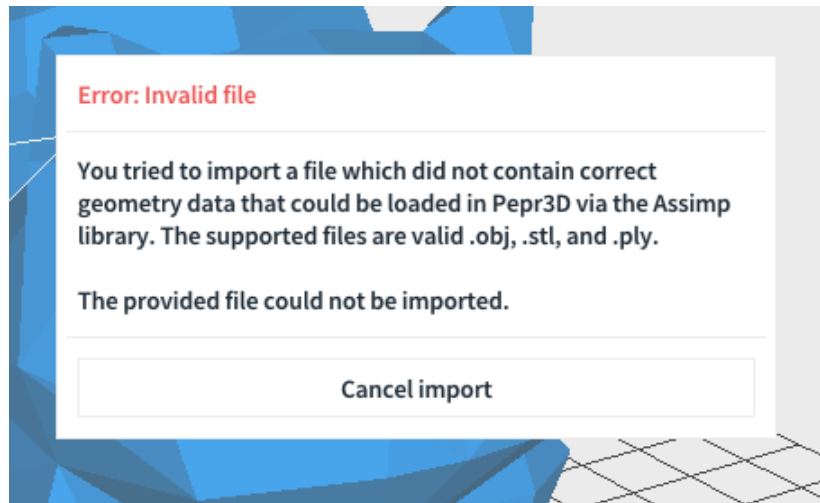 Error: Invalid file
You tried to import a file which did not contain correct
geometry data that could be loaded in Pepr3D via the Assimp
library. The supported files are valid .obj, .stl, and .ply.
The provided file could not be imported.
Cancel import